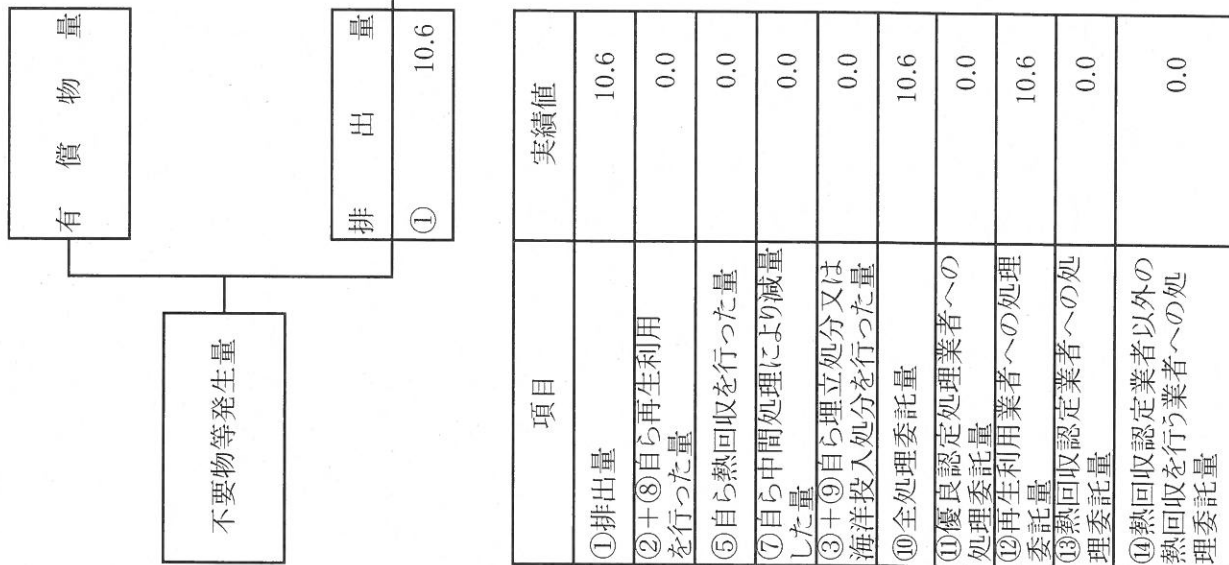 不要物等発生量
有償物量
排出量
① 10.6
項目 実績値
①排出量 10.6
②+⑧自ら再生利用
を行った量 0.0
⑤自ら熱回収を行った量 0.0
⑦自ら中間処理により減量
した量 0.0
③+⑨自ら埋立処分又は
海洋投入処分を行った量 0.0
⑩全処理委託量 10.6
⑪優良認定処理業者への
処理委託量 0.0
⑫再生利用業者への処理
委託量 10.6
⑬熱回収認定業者への処
理委託量 0.0
⑭熱回収認定業者以外の
熱回収を行う業者への処
理委託量 0.0